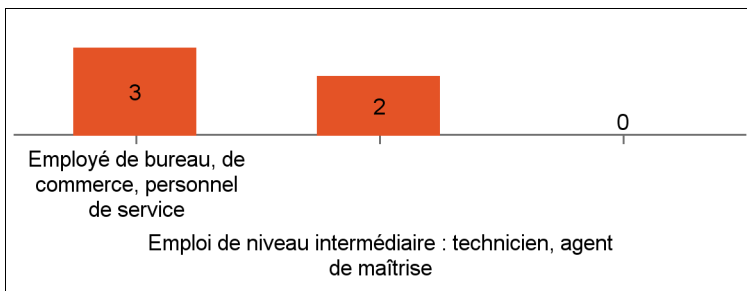 3
2
0
Employé de bureau, de
commerce, personnel
de service
Emploi de niveau intermédiaire : technicien, agent
de maîtrise